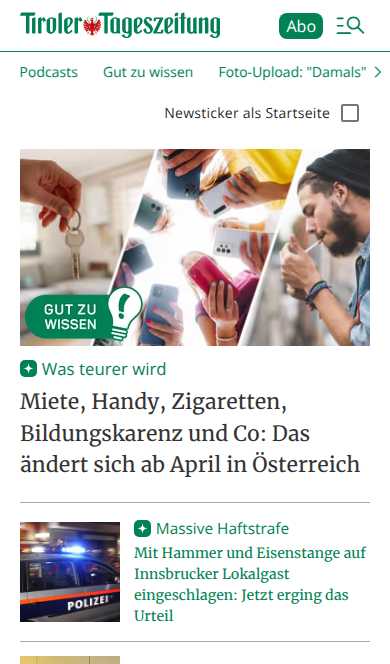 Tiroler Tageszeitung
Abo
Podcasts Gut zu wissen Foto-Upload: "Damals"
Newsticker als Startseite
GUT ZU
WISSEN
Was teurer wird
Miete, Handy, Zigaretten,
Bildungskarenz und Co: Das
ändert sich ab April in Österreich
Massive Haftstrafe
Mit Hammer und Eisenstange auf
Innsbrucker Lokalgast
eingeschlagen: Jetzt erging das
Urteil
POLIZEI